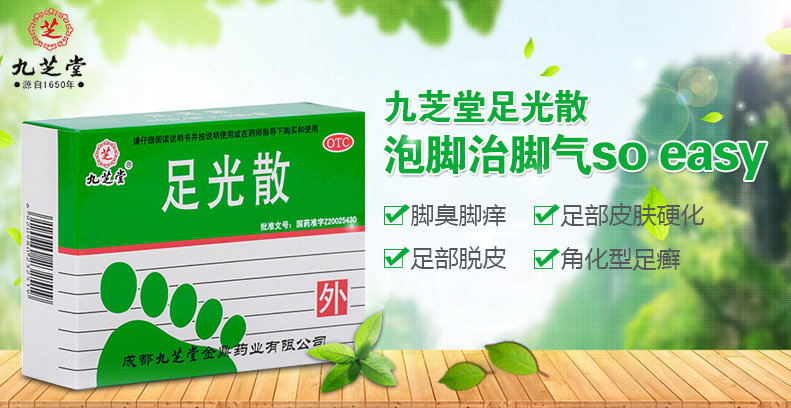 芝
九芝堂
源自1650年
九芝堂足光散
泡脚治脚气so easy
脚臭脚痒
足部皮肤硬化
足部脱皮
角化型足癣
请仔细阅读说明书并按说明使用或在药师指导下购买和使用
OTC
芝
九芝堂®
足光散
批准文号：国药准字Z20025430
外
成都九芝堂金鼎药业有限公司